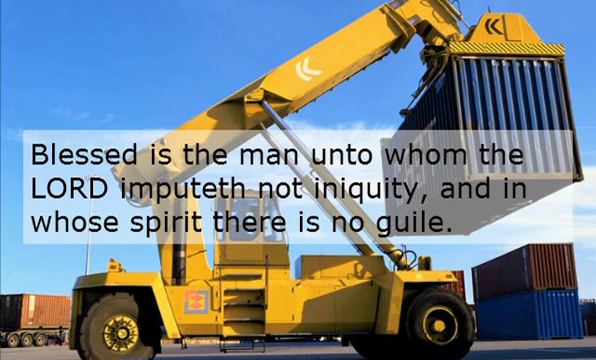 Blessed is the man unto whom the
LORD imputeth not iniquity, and in
whose spirit there is no guile.